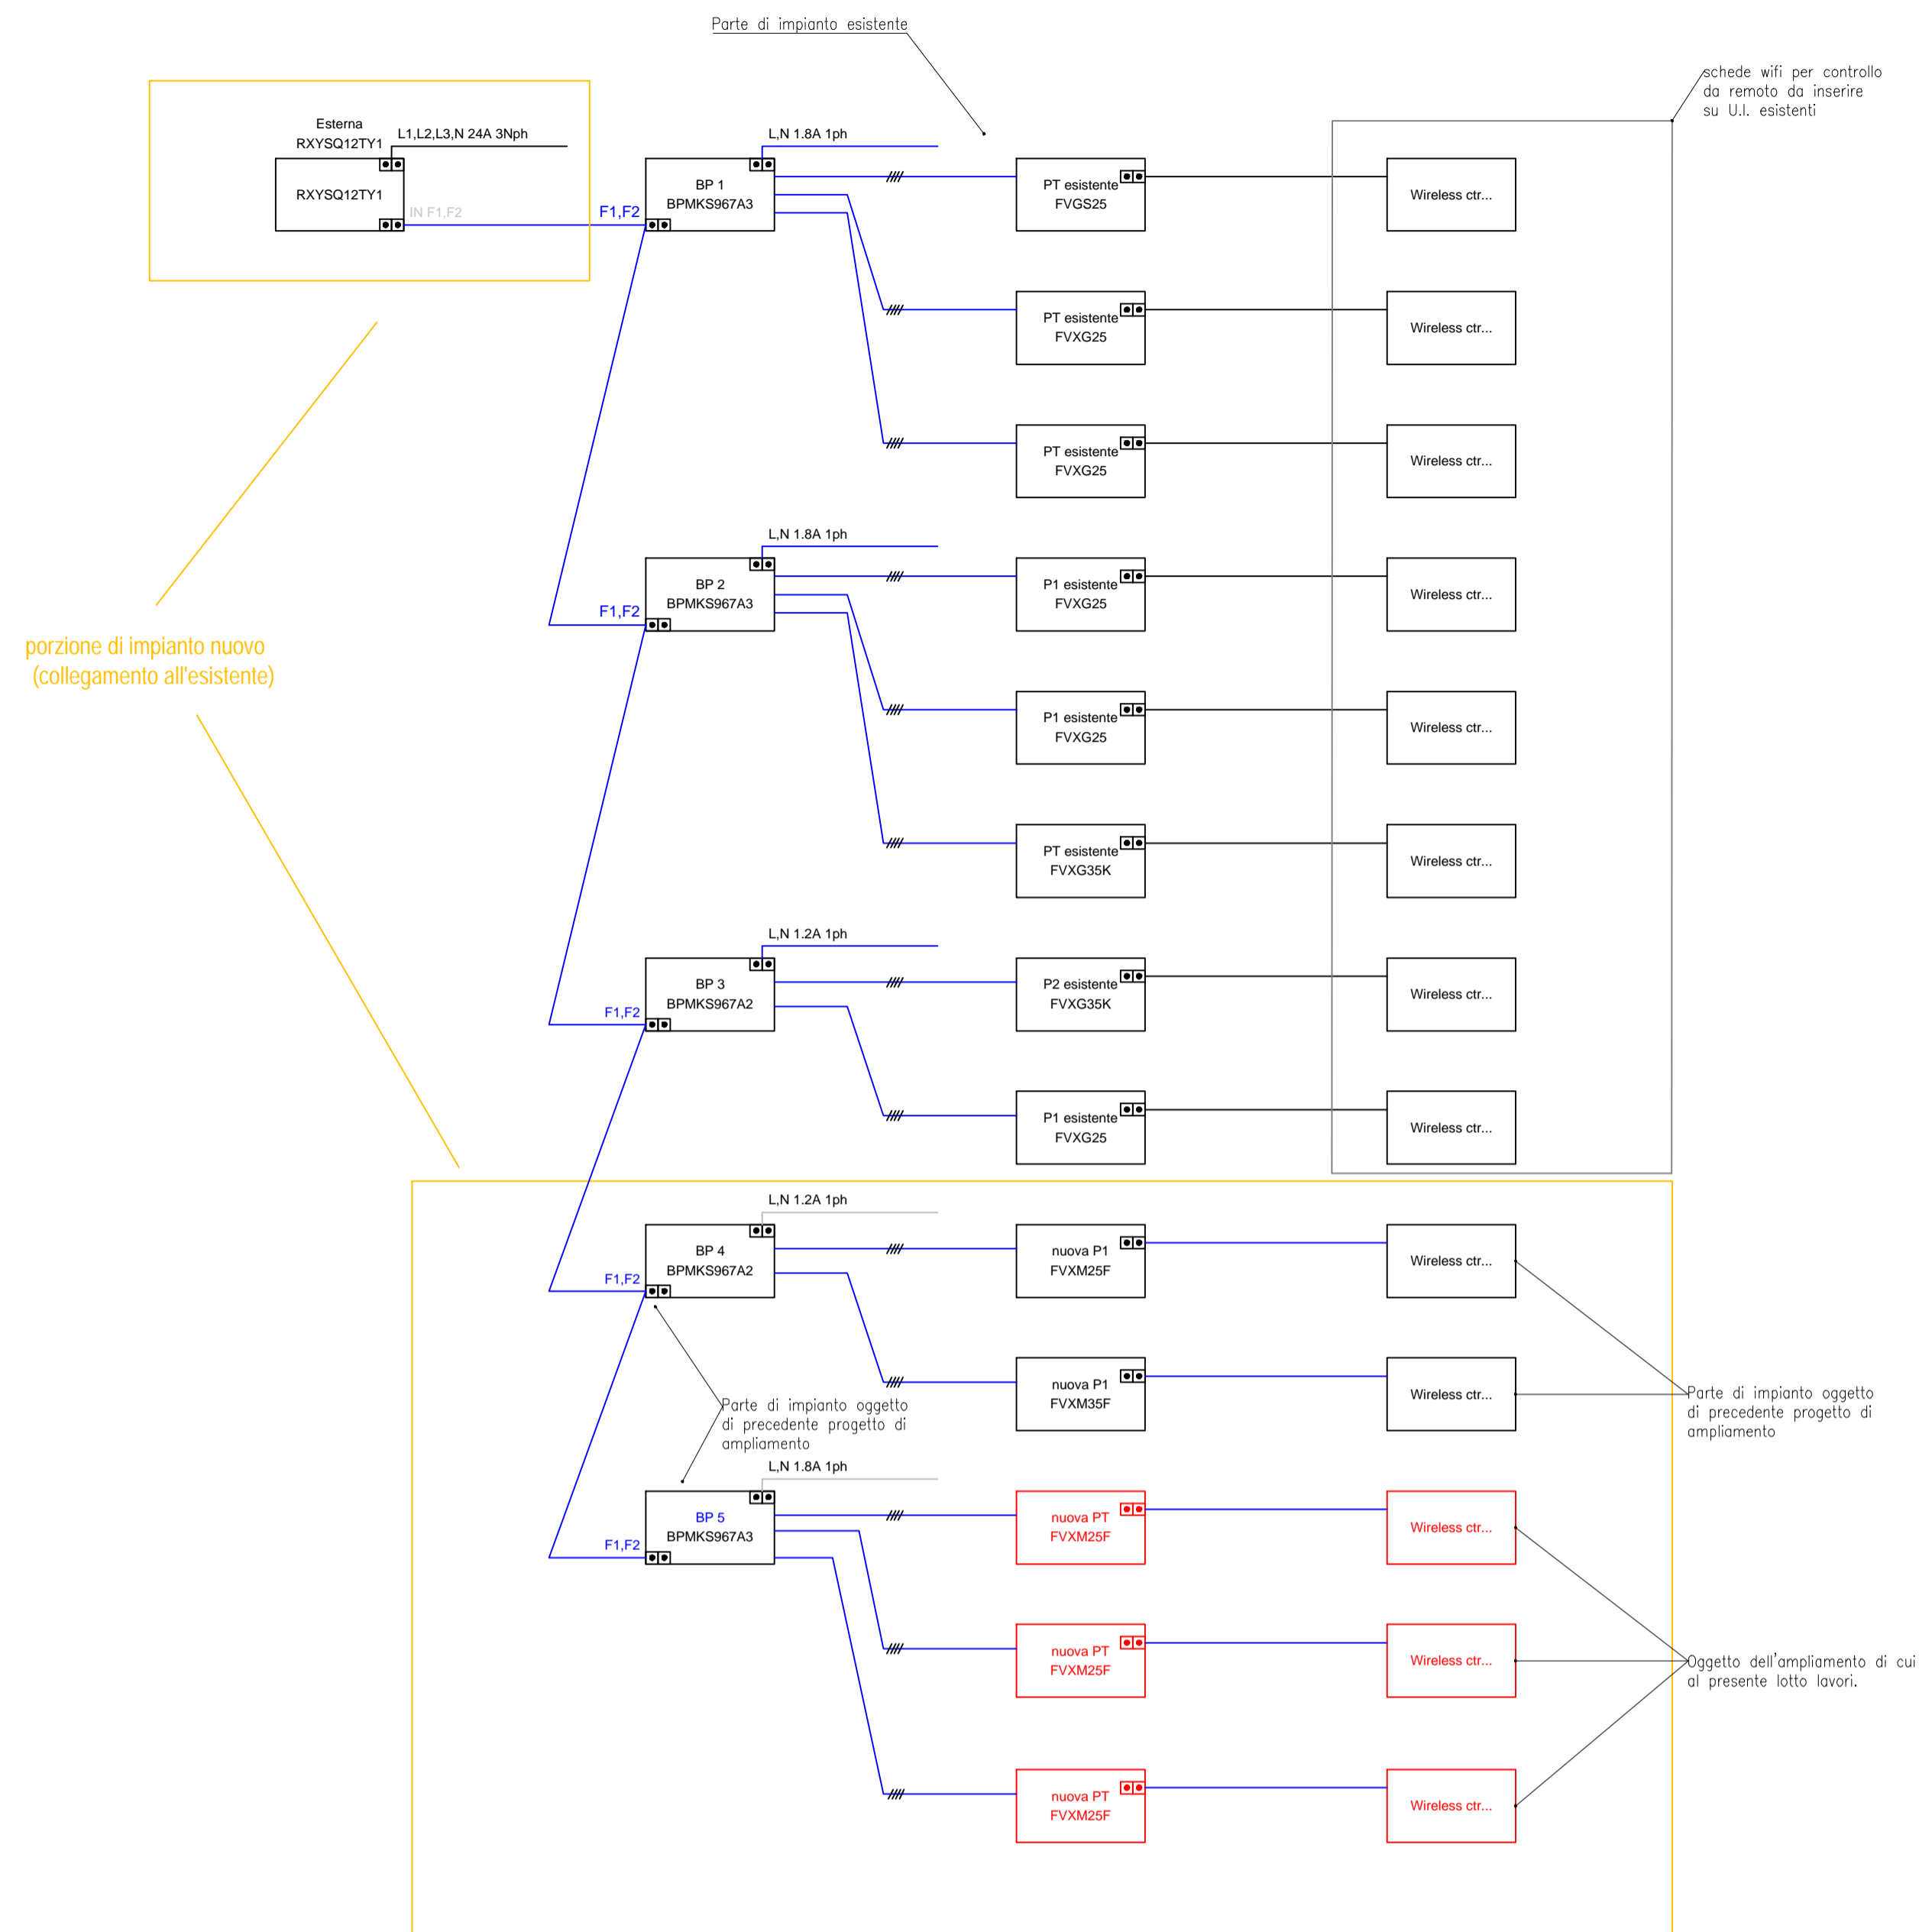 Parte di impianto esistente
schede wifi per controllo
da remoto da inserire
su U.I. esistenti
Esterna
RXYSQ12TY1
L1,L2,L3,N 24A 3Nph
RXYSQ12TY1
IN F1,F2
F1,F2
L,N 1.8A 1ph
BP 1
BPMKS967A3
PT esistente
FVGS25
Wireless ctr...
PT esistente
FVXG25
Wireless ctr...
PT esistente
FVXG25
Wireless ctr...
L,N 1.8A 1ph
BP 2
BPMKS967A3
F1,F2
P1 esistente
FVXG25
Wireless ctr...
porzione di impianto nuovo
(collegamento all'esistente)
P1 esistente
FVXG25
Wireless ctr...
PT esistente
FVXG35K
Wireless ctr...
L,N 1.2A 1ph
BP 3
BPMKS967A2
F1,F2
P2 esistente
FVXG35K
Wireless ctr...
P1 esistente
FVXG25
Wireless ctr...
L,N 1.2A 1ph
BP 4
BPMKS967A2
F1,F2
nuova P1
FVXM25F
Wireless ctr...
nuova P1
FVXM35F
Wireless ctr...
Parte di impianto oggetto
di precedente progetto di
ampliamento
Parte di impianto oggetto
di precedente progetto di
ampliamento
L,N 1.8A 1ph
BP 5
BPMKS967A3
F1,F2
nuova PT
FVXM25F
Wireless ctr...
nuova PT
FVXM25F
Wireless ctr...
Oggetto dell'ampliamento di cui
al presente lotto lavori.
nuova PT
FVXM25F
Wireless ctr...